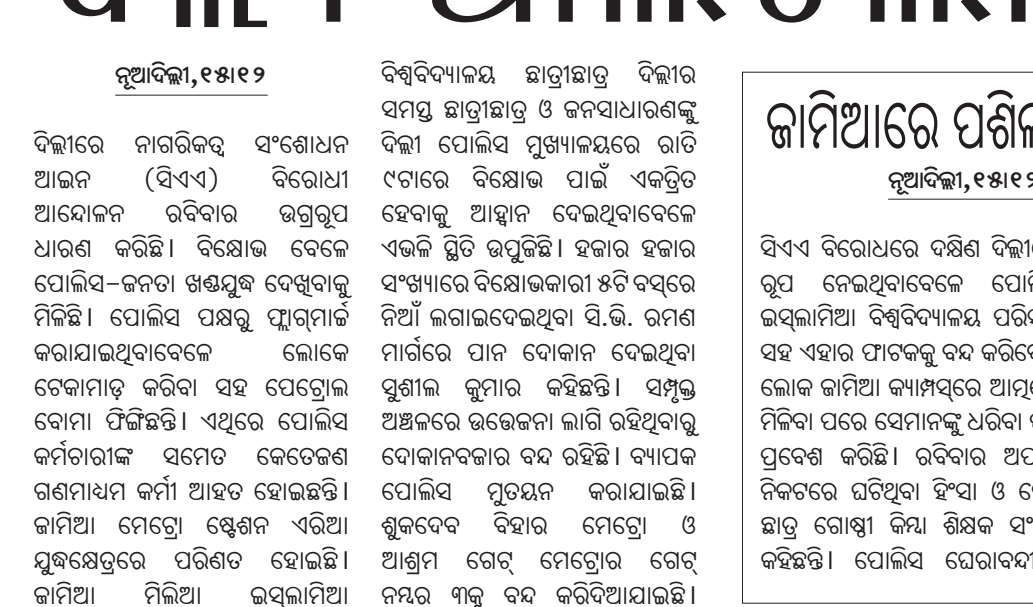 ନୂଆଦିଲ୍ଲୀ,୧୫ା୧୨
ଦିଲ୍ଲୀରେ ନାଗରିକତ୍ୱ ସଂଶୋଧନ
ଆଇନ (ସିଏଏ) ବିରୋଧୀ
ଆନ୍ଦୋଳନ ରବିବାର ଉଗ୍ରରୂପ
ଧାରଣ କରିଛି। ବିକ୍ଷୋଭ ବେଳେ
ପୋଲିସ-ଜନତା ଖଣ୍ଡଯୁଦ୍ଧ ଦେଖିବାକୁ
ମିଳିଛି। ପୋଲିସ ପକ୍ଷରୁ ଫ୍ଲାଗ୍‌ମାର୍ଚ୍ଚ
କରାଯାଇଥିବାବେଳେ ଲୋକେ
ଟେକାମାଡ଼ କରିବା ସହ ପେଟ୍ରୋଲ
ବୋମା ଫିଙ୍ଗିଛନ୍ତି। ଏଥିରେ ପୋଲିସ
କର୍ମଚାରୀଙ୍କ ସମେତ କେତେକଣ
ଗଣମାଧ୍ୟମ କର୍ମୀ ଆହତ ହୋଇଛନ୍ତି।
ଜାମିଆ ମେଟ୍ରୋ ଷ୍ଟେଶନ ଏରିଆ
ଯୁଦ୍ଧକ୍ଷେତ୍ରରେ ପରିଣତ ହୋଇଛି।
ଜାମିଆ ମିଲିଆ ଇସ୍‌ଲାମିଆ
ବିଶ୍ୱବିଦ୍ୟାଳୟ ଛାତ୍ରୀଛାତ୍ର ଦିଲ୍ଲୀର
ସମସ୍ତ ଛାତ୍ରୀଛାତ୍ର ଓ ଜନସାଧାରଣଙ୍କୁ
ଦିଲ୍ଲୀ ପୋଲିସ ମୁଖ୍ୟାଳୟରେ ରାତି
୯ଟାରେ ବିକ୍ଷୋଭ ପାଇଁ ଏକତ୍ରିତ
ହେବାକୁ ଆହ୍ୱାନ ଦେଇଥିବାବେଳେ
ଏଭଳି ସ୍ଥିତି ଉପୁଜିଛି। ହଜାର ହଜାର
ସଂଖ୍ୟାରେ ବିକ୍ଷୋଭକାରୀ ୫ଟି ବସ୍‌ରେ
ନିଆଁ ଲଗାଇଦେଇଥିବା ସି.ଭି. ରମଣ
ମାର୍ଗରେ ପାନ ଦୋକାନ ଦେଇଥିବା
ସୁଶୀଲ କୁମାର କହିଛନ୍ତି। ସମ୍ପୃକ୍ତ
ଅଞ୍ଚଳରେ ଉତ୍ତେଜନା ଲାଗି ରହିଥିବାରୁ
ଦୋକାନବଜାର ବନ୍ଦ ରହିଛି। ବ୍ୟାପକ
ପୋଲିସ ମୁତୟନ କରାଯାଇଛି।
ଶୁକଦେବ ବିହାର ମେଟ୍ରୋ ଓ
ଆଶ୍ରମ ଗେଟ୍ ମେଟ୍ରୋର ଗେଟ୍
ନମ୍ବର ୩କୁ ବନ୍ଦ କରିଦିଆଯାଇଛି।
ଜାମିଆରେ ପଶିଲ
ନୂଆଦିଲ୍ଲୀ,୧୫ା୧୨
ସିଏଏ ବିରୋଧରେ ଦକ୍ଷିଣ ଦିଲ୍ଲୀ
ରୂପ ନେଇଥିବାବେଳେ
ଇସ୍‌ଲାମିଆ ବିଶ୍ୱବିଦ୍ୟାଳୟ
ସହ ଏହାର ଫାଟକକୁ ବନ୍ଦ
ଲୋକ ଜାମିଆ କ୍ୟାମ୍ପସ୍‌ରେ
ମିଳିବା ପରେ ସେମାନଙ୍କୁ ଧରିବା
ପ୍ରବେଶ କରିଛି। ରବିବାର
ନିକଟରେ ଘଟିଥିବା ହିଂସା ଓ
ଛାତ୍ର ଗୋଷ୍ଠୀ କିମ୍ବା ଶିକ୍ଷକ
କହିଛନ୍ତି। ପୋଲିସ ଘେରାବନ୍ଦୀ